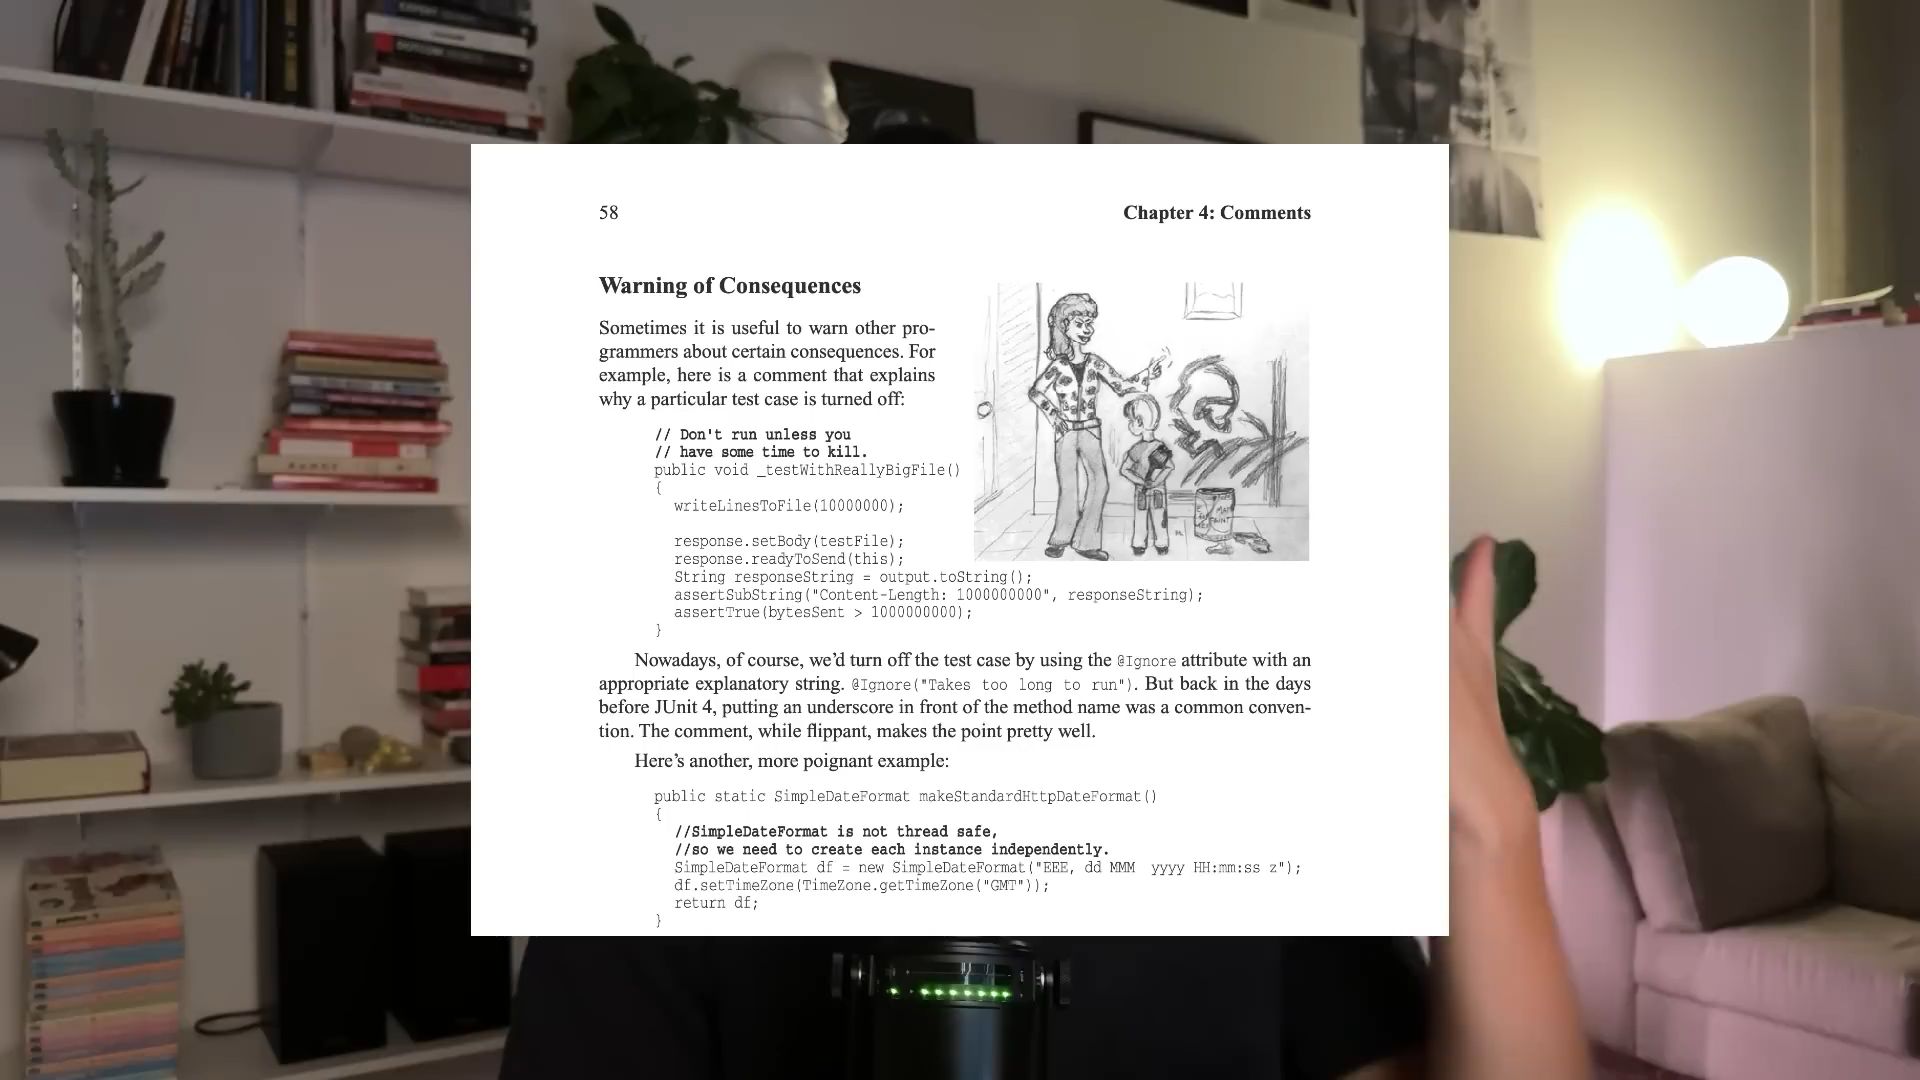 58
Chapter 4: Comments
Warning of Consequences
Sometimes it is useful to warn other pro-
grammers about certain consequences. For
example, here is a comment that explains
why a particular test case is turned off:
// Don't run unless you
// have some time to kill.
public void _testWithReallyBigFile()
{
writeLinesToFile(10000000);
response.setBody(testFile);
response.readyToSend(this);
String responseString = output.toString();
assertSubString("Content-Length: 1000000000", responseString);
assertTrue(bytesSent > 1000000000);
}
Nowadays, of course, we’d turn off the test case by using the @Ignore attribute with an
appropriate explanatory string. @Ignore("Takes too long to run"). But back in the days
before JUnit 4, putting an underscore in front of the method name was a common conven-
tion. The comment, while flippant, makes the point pretty well.
Here’s another, more poignant example:
public static SimpleDateFormat makeStandardHttpDateFormat()
{
//SimpleDateFormat is not thread safe,
//so we need to create each instance independently.
SimpleDateFormat df = new SimpleDateFormat("EEE, dd MMM  yyyy HH:mm:ss z");
df.setTimeZone(TimeZone.getTimeZone("GMT"));
return df;
}